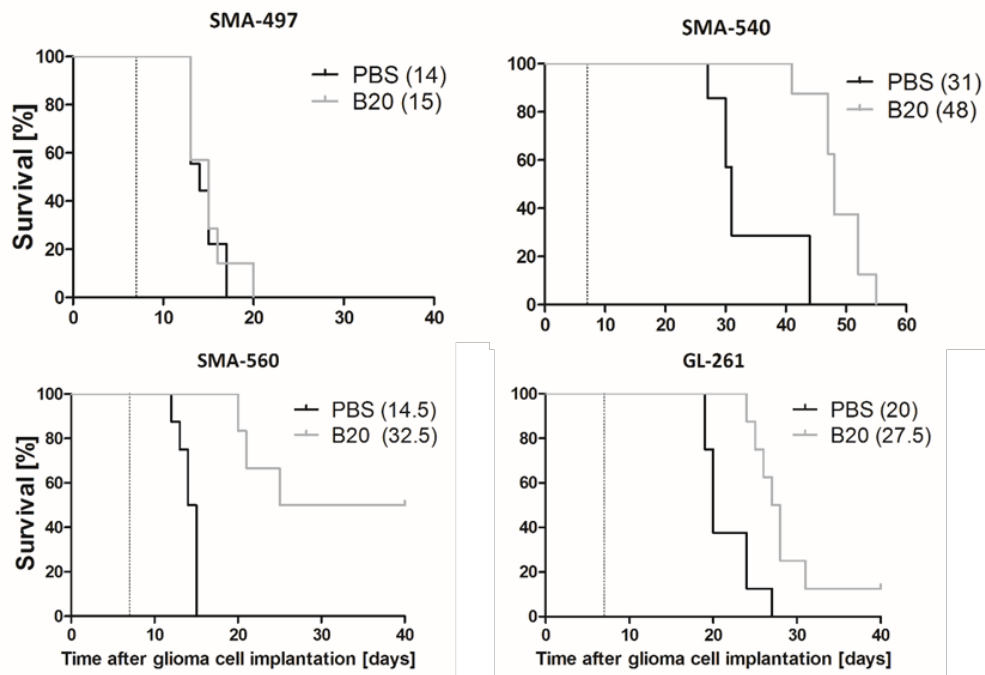 SMA-497
Survival [%]
100
80
60
40
20
0
PBS (14)
B20 (15)
0 10 20 30 40
SMA-540
100
80
60
40
20
0
PBS (31)
B20 (48)
0 10 20 30 40 50 60
SMA-560
Survival [%]
100
80
60
40
20
0
PBS (14.5)
B20 (32.5)
0 10 20 30 40
Time after glioma cell implantation [days]
GL-261
100
80
60
40
20
0
PBS (20)
B20 (27.5)
0 10 20 30 40
Time after glioma cell implantation [days]